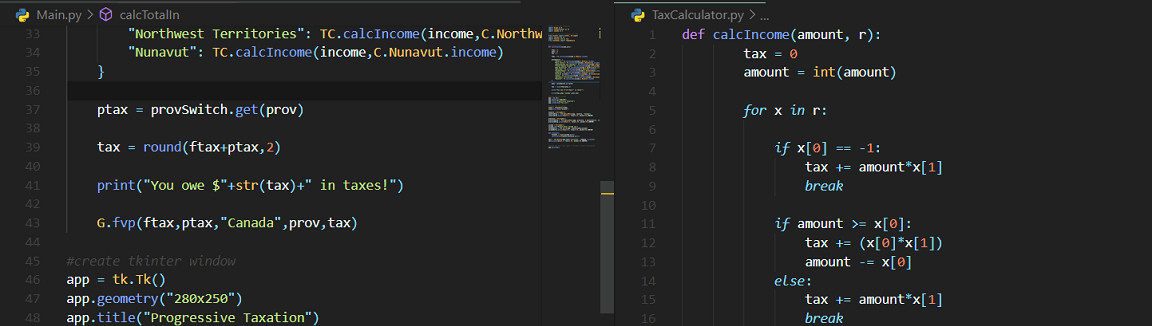 Main.py > calcTotalIn
33 "Northwest Territories": TC.calcIncome(income,C.Northw
34 "Nunavut": TC.calcIncome(income,C.Nunavut.income)
35 }
36
37 ptax = provSwitch.get(prov)
38
39 tax = round(ftax+ptax,2)
40
41 print("You owe $"+str(tax)+" in taxes!")
42
43 G.fvp(ftax,ptax,"Canada",prov,tax)
44
45 #create tkinter window
46 app = tk.Tk()
47 app.geometry("280x250")
48 app.title("Progressive Taxation")
TaxCalculator.py > ...
1 def calcIncome(amount, r):
2 tax = 0
3 amount = int(amount)
4
5 for x in r:
6
7 if x[0] == -1:
8 tax += amount*x[1]
9 break
10
11 if amount >= x[0]:
12 tax += (x[0]*x[1])
13 amount -= x[0]
14 else:
15 tax += amount*x[1]
16 break